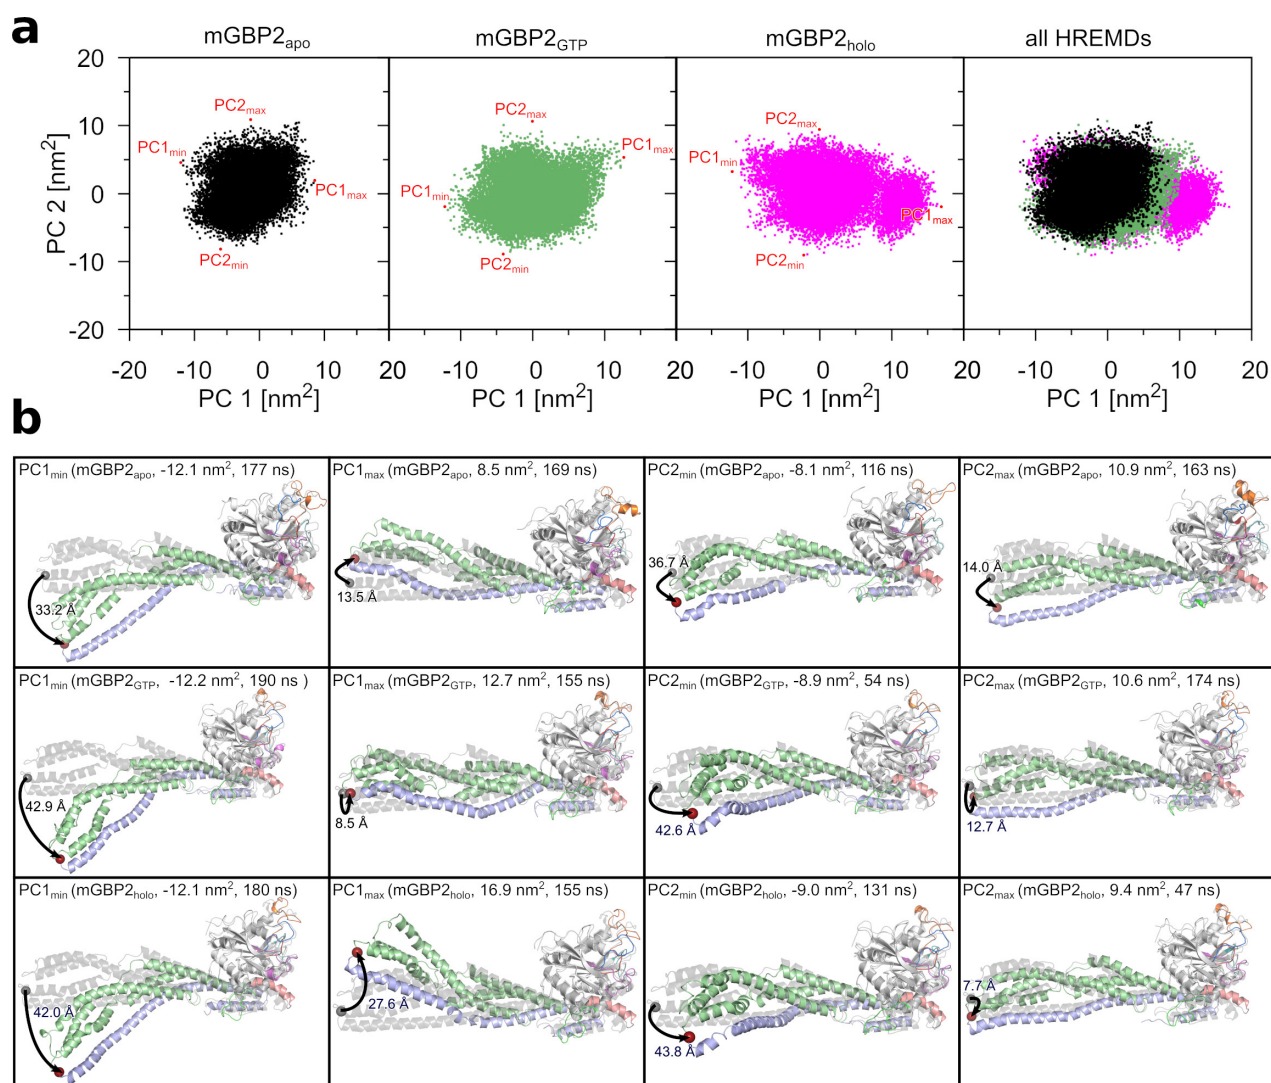 a
mGBP2apo mGBP2GTP mGBP2holo all HREMDs
20
10
0
-10
-20
PC 2 [nm²]
PC2max
PC1min
PC1max
PC2min
PC2max
PC1max
PC1min
PC2min
PC2max
PC1min
PC1max
PC2min
20 -10 0 10 20 -10 0 10 20 -10 0 10 20 -10 0 10 20
PC 1 [nm²] PC 1 [nm²] PC 1 [nm²] PC 1 [nm²]
b
PC1min (mGBP2apo, -12.1 nm², 177 ns) PC1max (mGBP2apo, 8.5 nm², 169 ns) PC2min (mGBP2apo, -8.1 nm², 116 ns) PC2max (mGBP2apo, 10.9 nm², 163 ns)
33.2 Å 13.5 Å 36.7 Å 14.0 Å
PC1min (mGBP2GTP, -12.2 nm², 190 ns ) PC1max (mGBP2GTP, 12.7 nm², 155 ns) PC2min (mGBP2GTP, -8.9 nm², 54 ns) PC2max (mGBP2GTP, 10.6 nm², 174 ns)
42.9 Å 8.5 Å 42.6 Å 12.7 Å
PC1min (mGBP2holo, -12.1 nm², 180 ns) PC1max (mGBP2holo, 16.9 nm², 155 ns) PC2min (mGBP2holo, -9.0 nm², 131 ns) PC2max (mGBP2holo, 9.4 nm², 47 ns)
42.0 Å 27.6 Å 43.8 Å 7.7 Å